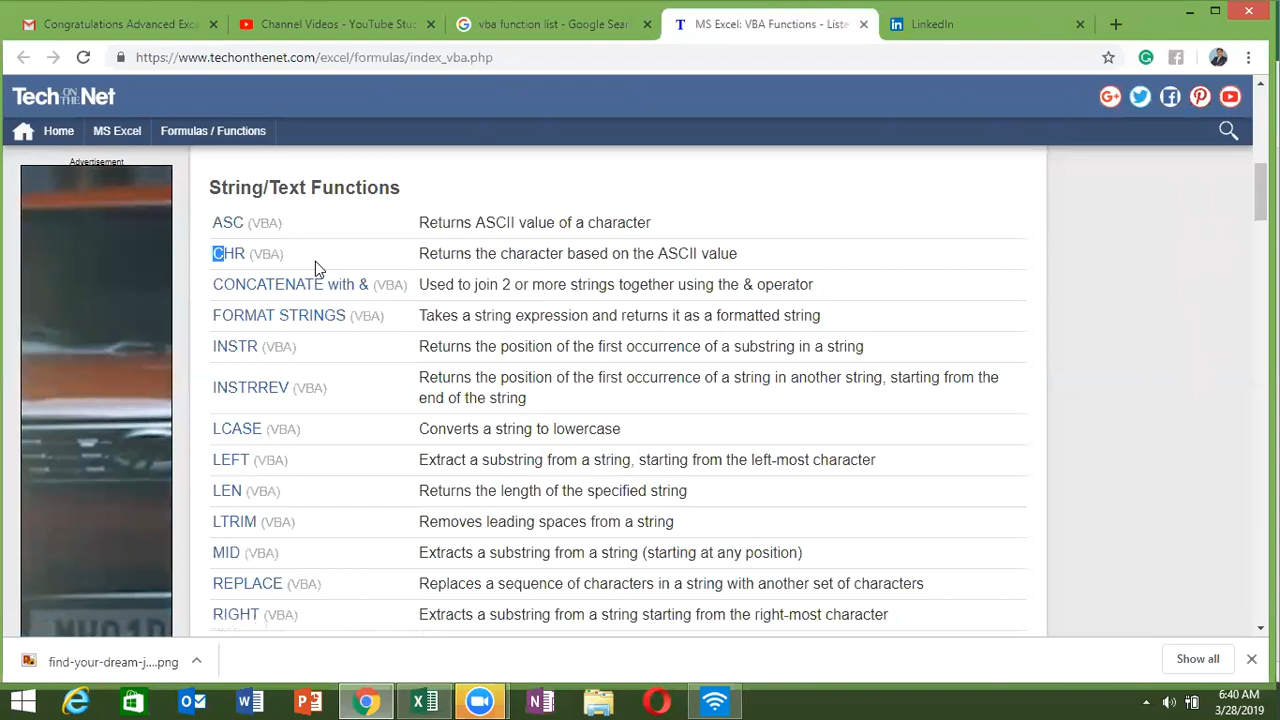 Congratulations Advanced Exce
Channel Videos - YouTube Stud
vba function list - Google Sear
MS Excel: VBA Functions - Liste
LinkedIn
https://www.techonthenet.com/excel/formulas/index_vba.php
Tech ON THE Net
Home
MS Excel
Formulas / Functions
Advertisement
String/Text Functions
ASC (VBA) Returns ASCII value of a character
CHR (VBA) Returns the character based on the ASCII value
CONCATENATE with & (VBA) Used to join 2 or more strings together using the & operator
FORMAT STRINGS (VBA) Takes a string expression and returns it as a formatted string
INSTR (VBA) Returns the position of the first occurrence of a substring in a string
INSTRREV (VBA) Returns the position of the first occurrence of a string in another string, starting from the
end of the string
LCASE (VBA) Converts a string to lowercase
LEFT (VBA) Extract a substring from a string, starting from the left-most character
LEN (VBA) Returns the length of the specified string
LTRIM (VBA) Removes leading spaces from a string
MID (VBA) Extracts a substring from a string (starting at any position)
REPLACE (VBA) Replaces a sequence of characters in a string with another set of characters
RIGHT (VBA) Extracts a substring from a string starting from the right-most character
find-your-dream-j....png
Show all
6:40 AM
3/28/2019